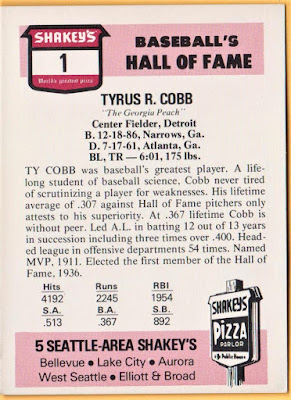 SHAKEY'S
1
World's greatest pizza
BASEBALL'S
HALL OF FAME
TYRUS R. COBB
"The Georgia Peach"
Center Fielder, Detroit
B. 12-18-86, Narrows, Ga.
D. 7-17-61, Atlanta, Ga.
BL, TR — 6:01, 175 lbs.
TY COBB was baseball's greatest player. A life-
long student of baseball science, Cobb never tired
of scrutinizing a player for weaknesses. His lifetime
average of .307 against Hall of Fame pitchers only
attests to his superiority. At .367 lifetime Cobb is
without peer. Led A.L. in batting 12 out of 13 years
in succession including three times over .400. Head-
ed league in offensive departments 54 times. Named
MVP, 1911. Elected the first member of the Hall of
Fame, 1936.
Hits Runs RBI
4192 2245 1954
S.A. B.A. S.B.
.513 .367 892
SHAKEY'S
PIZZA
PARLOR
& Ye Public House
5 SEATTLE-AREA SHAKEY'S
Bellevue • Lake City • Aurora
West Seattle • Elliott & Broad